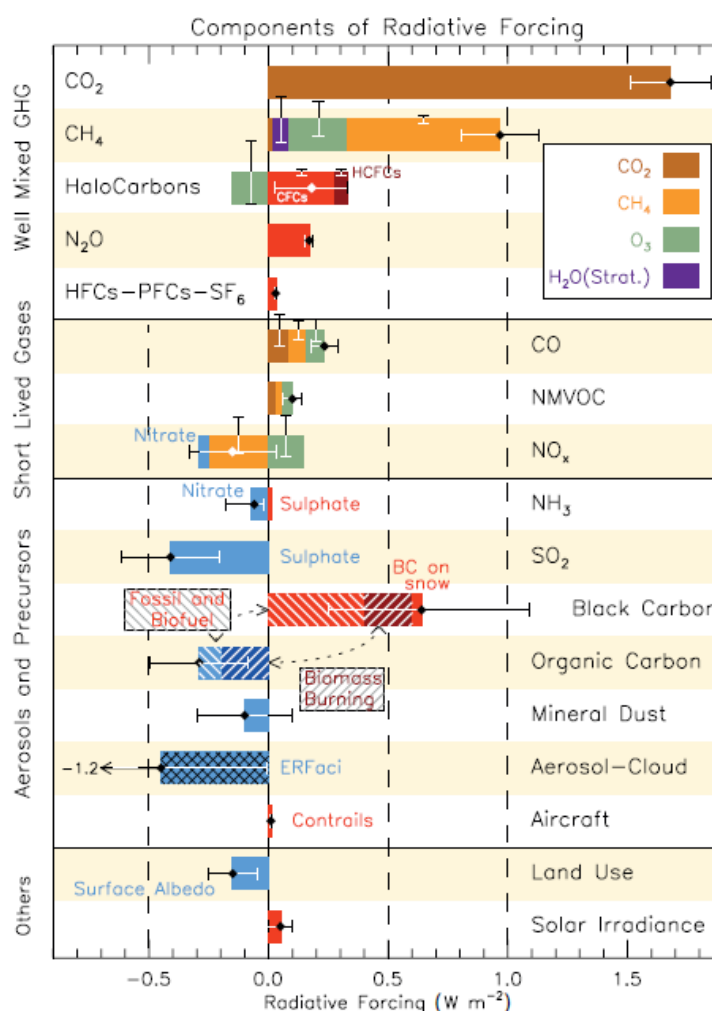 Components of Radiative Forcing
Well Mixed GHG
CO₂
CH₄
HaloCarbons
HCFCs
CFCs
N₂O
HFCs−PFCs−SF₆
CO₂
CH₄
O₃
H₂O(Strat.)
Short Lived Gases
CO
NMVOC
Nitrate
NOₓ
Aerosols and Precursors
Nitrate
Sulphate
NH₃
Sulphate
SO₂
BC on
snow
Fossil and
Biofuel
Black Carbon
Organic Carbon
Biomass
Burning
Mineral Dust
−1.2
ERFaci
Aerosol−Cloud
Contrails
Aircraft
Others
Surface Albedo
Land Use
Solar Irradiance
−0.5 0.0 0.5 1.0 1.5
Radiative Forcing (W m⁻²)